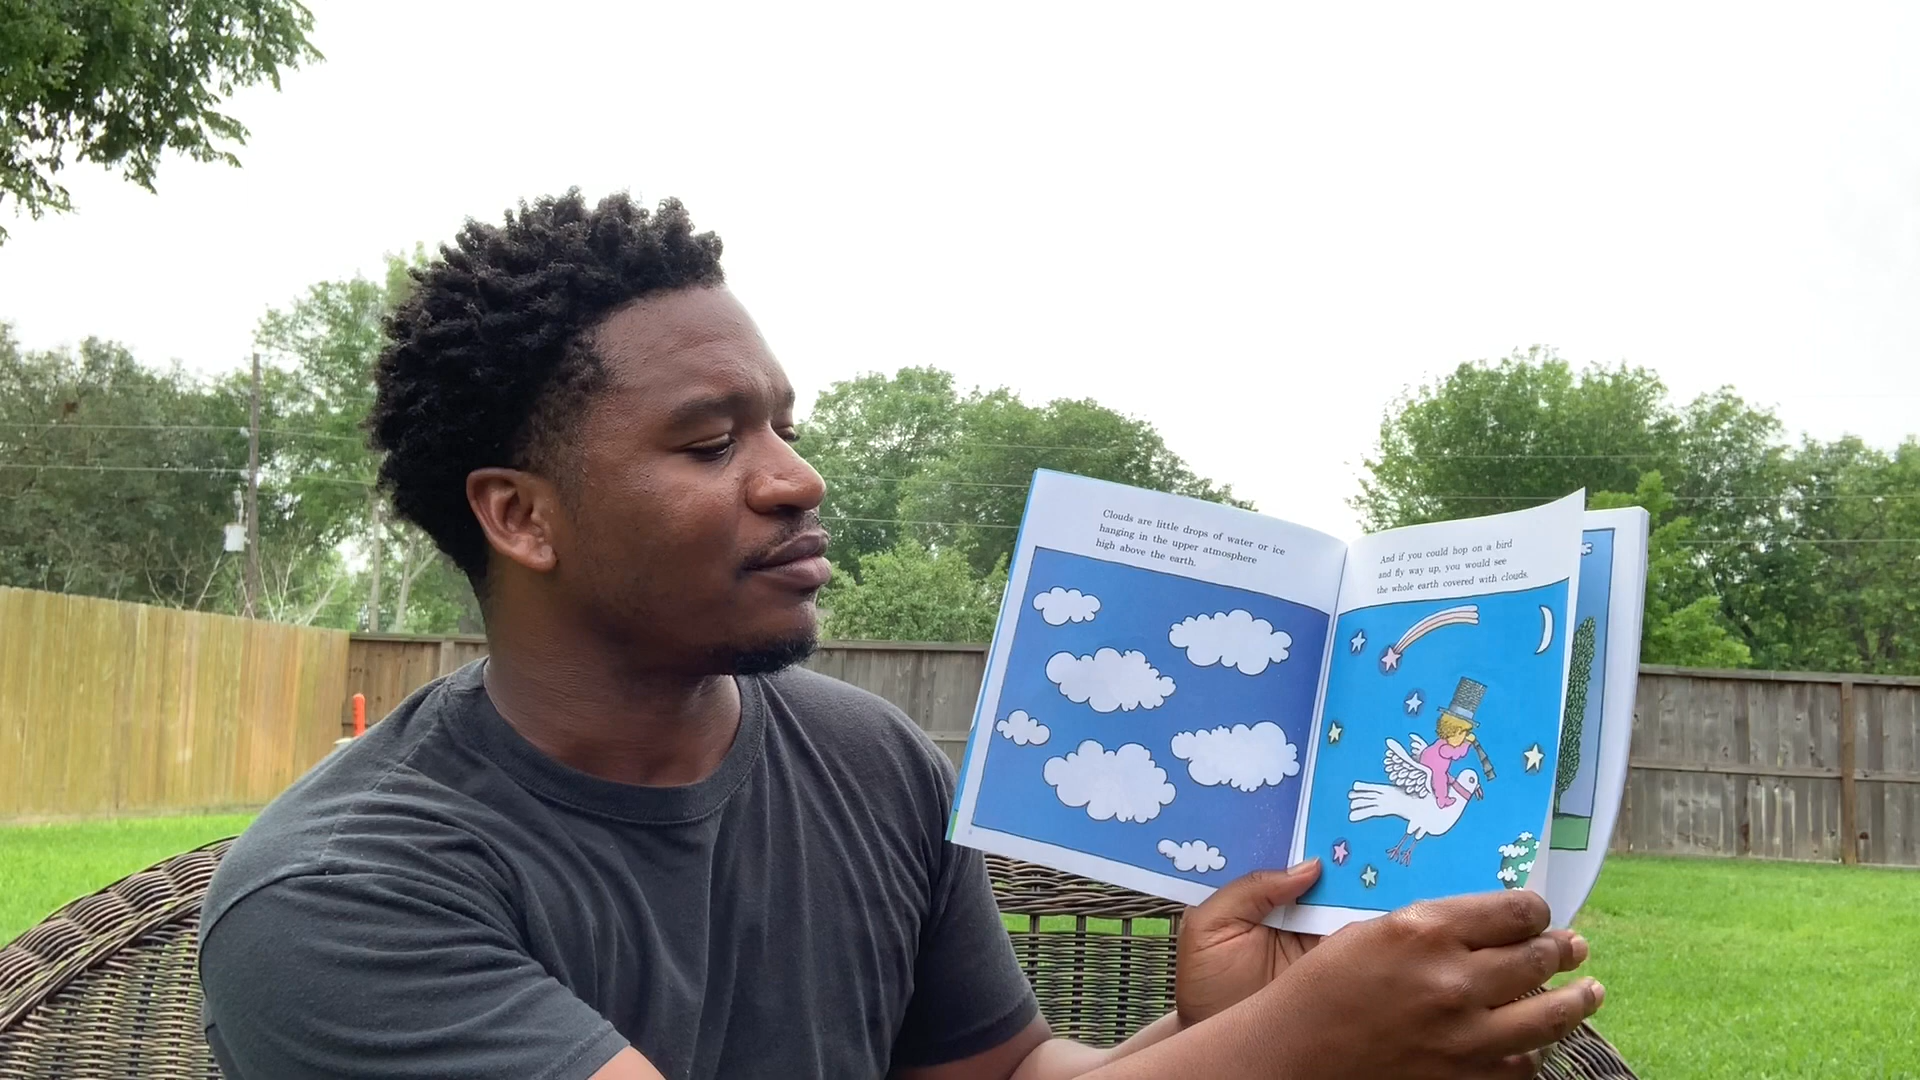 Clouds are little drops of water or ice
hanging in the upper atmosphere
high above the earth.
And if you could hop on a bird
and fly way up, you would see
the whole earth covered with clouds.